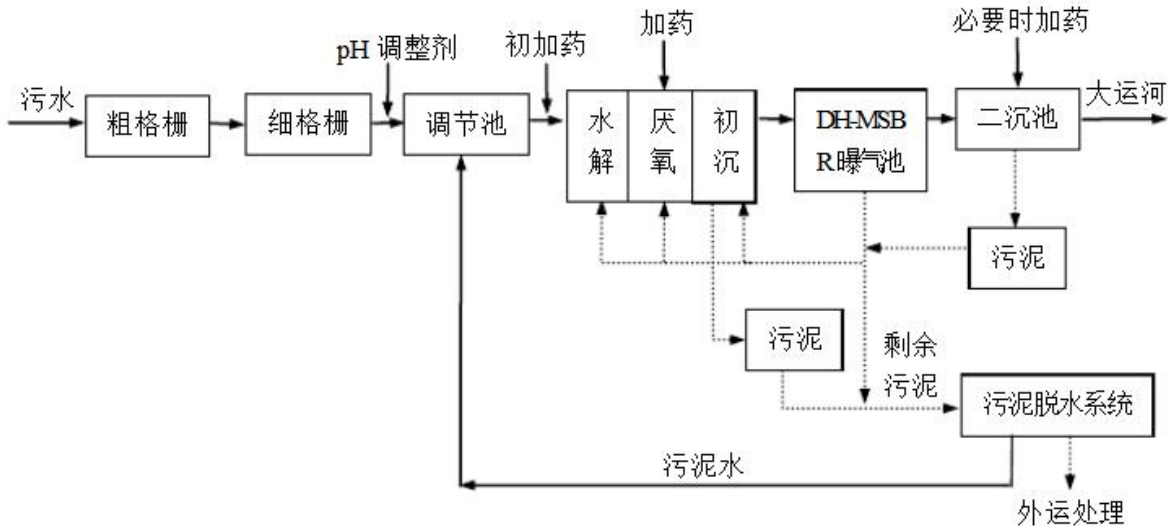 必要时加药
加药
初加药
pH 调整剂
污水
大运河
粗格栅
细格栅
调节池
水解
厌氧
初沉
DH-MSB
R曝气池
二沉池
污泥
污泥
剩余
污泥
污泥脱水系统
污泥水
外运处理